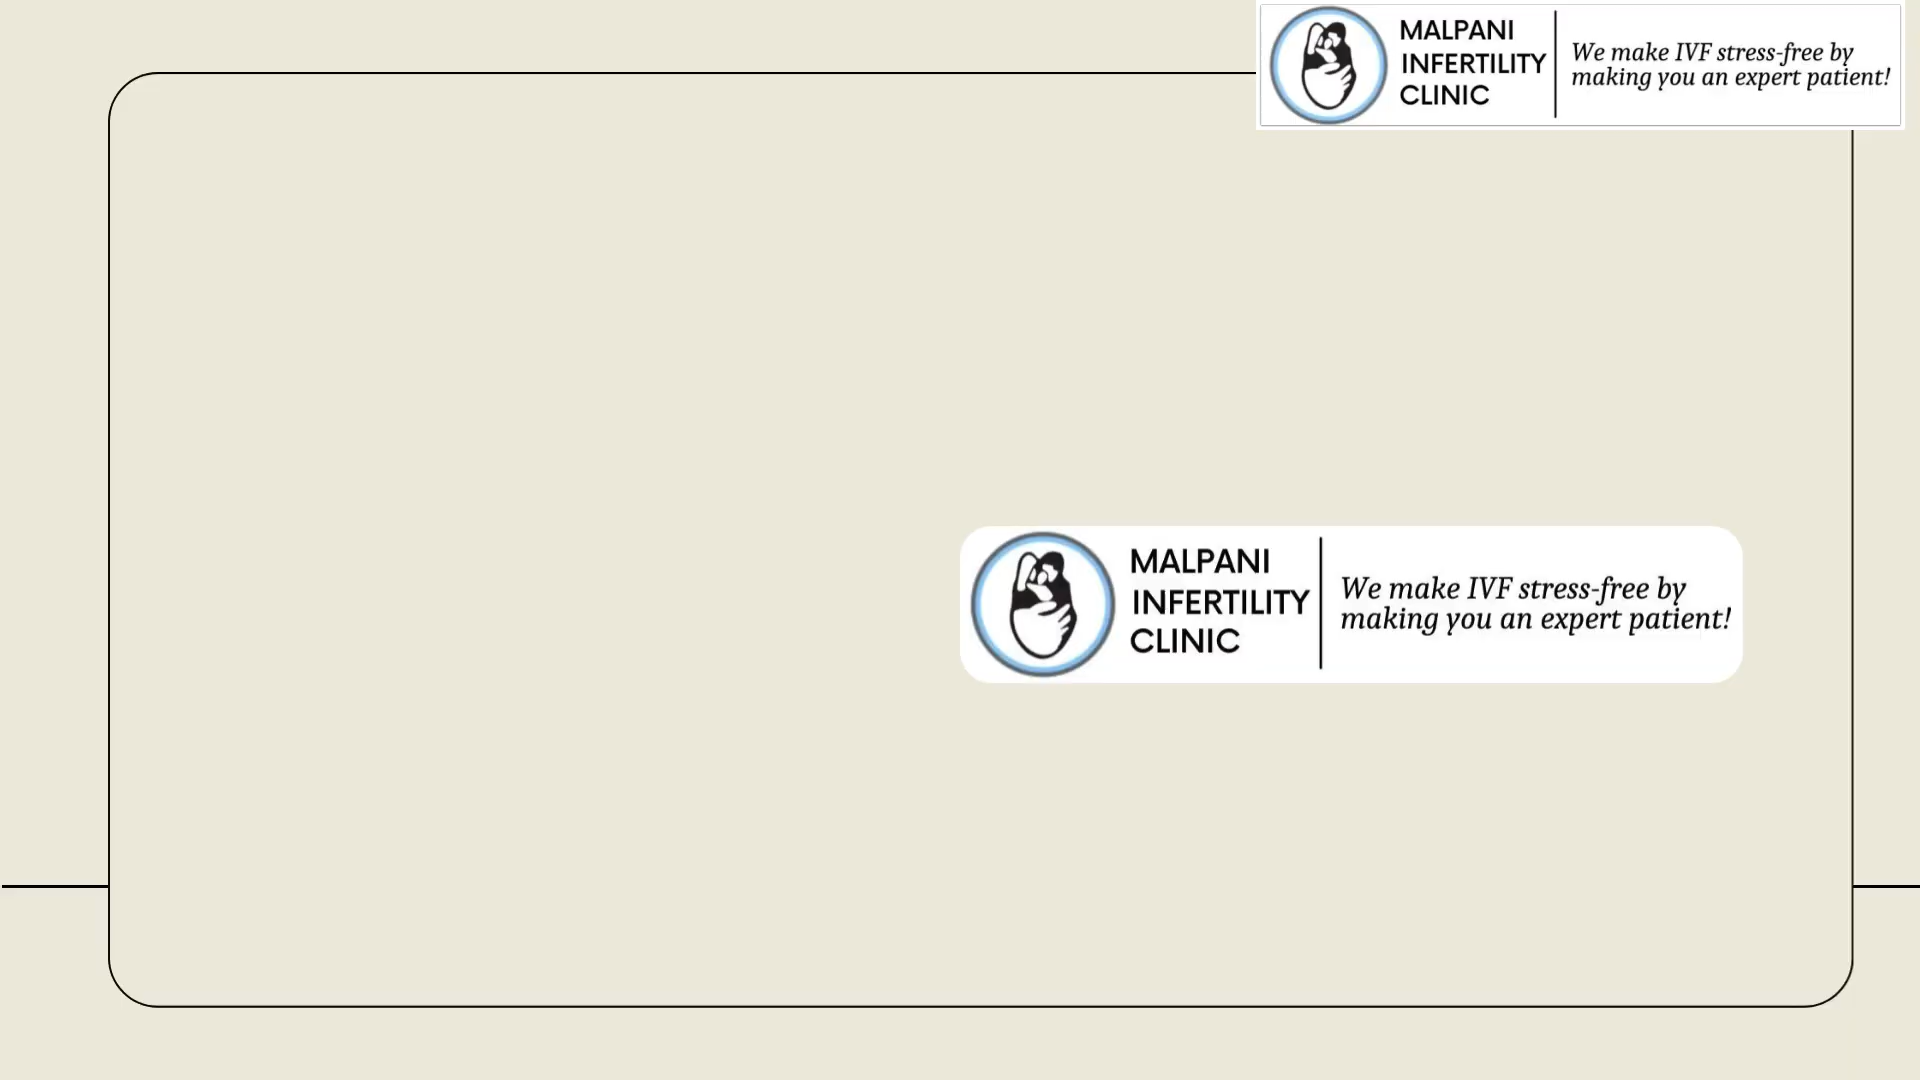 MALPANI
INFERTILITY
CLINIC
We make IVF stress-free by
making you an expert patient!
MALPANI
INFERTILITY
CLINIC
We make IVF stress-free by
making you an expert patient!